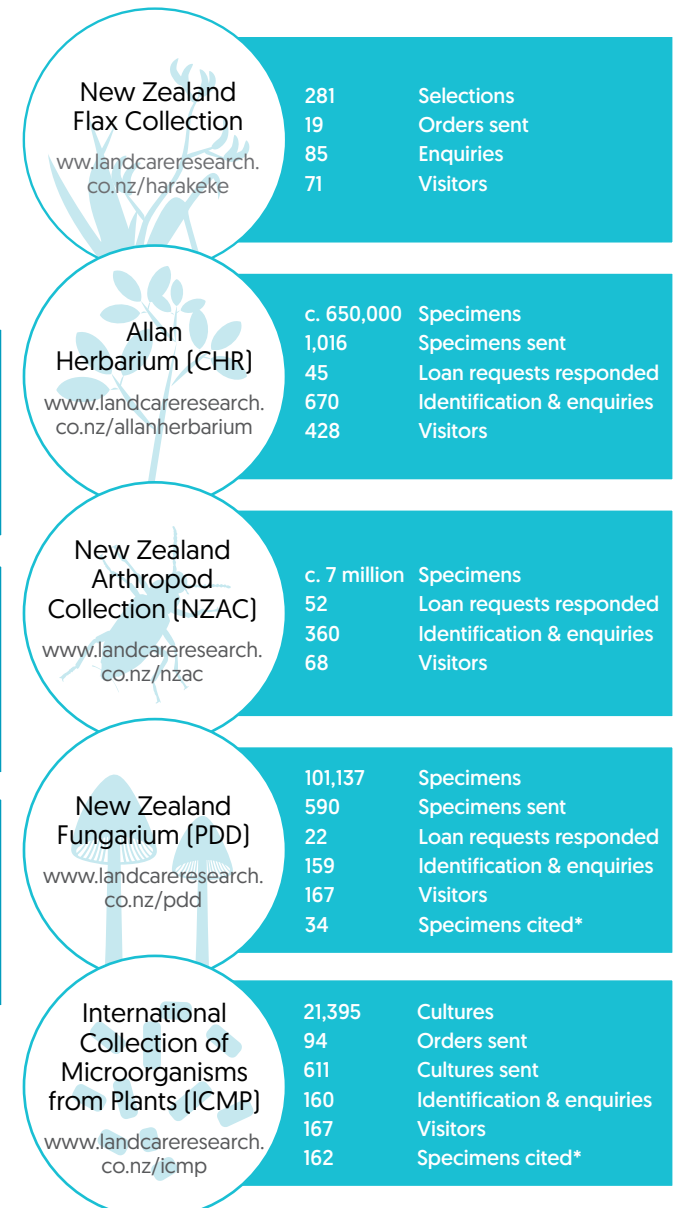 New Zealand
Flax Collection
ww.landcareresearch.
co.nz/harakeke
281 Selections
19 Orders sent
85 Enquiries
71 Visitors
Allan
Herbarium (CHR)
www.landcareresearch.
co.nz/allanherbarium
c. 650,000 Specimens
1,016 Specimens sent
45 Loan requests responded
670 Identification & enquiries
428 Visitors
New Zealand
Arthropod
Collection (NZAC)
www.landcareresearch.
co.nz/nzac
c. 7 million Specimens
52 Loan requests responded
360 Identification & enquiries
68 Visitors
New Zealand
Fungarium (PDD)
www.landcareresearch.
co.nz/pdd
101,137 Specimens
590 Specimens sent
22 Loan requests responded
159 Identification & enquiries
167 Visitors
34 Specimens cited*
International
Collection of
Microorganisms
from Plants (ICMP)
www.landcareresearch.
co.nz/icmp
21,395 Cultures
94 Orders sent
611 Cultures sent
160 Identification & enquiries
167 Visitors
162 Specimens cited*